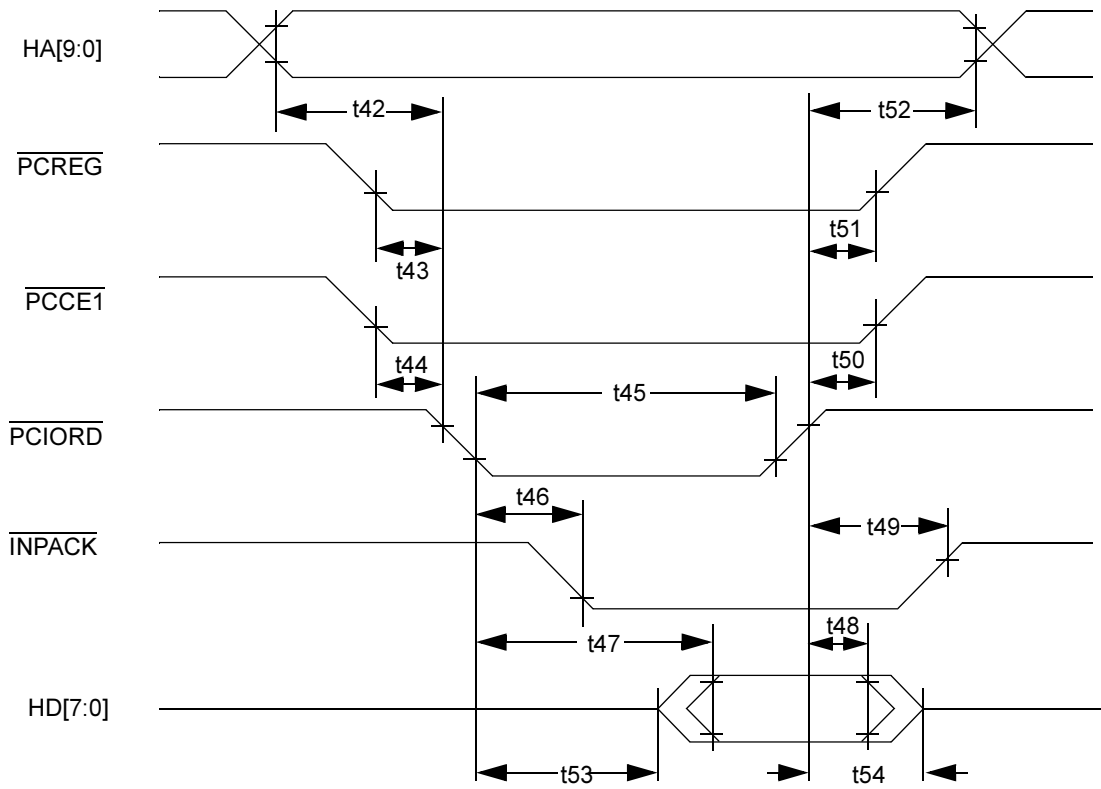 HA[9:0]
t42
t52
PCREG
t43
t51
PCCE1
t44
t45
t50
PCIORD
t46
t49
INPACK
t47
t48
HD[7:0]
t53
t54